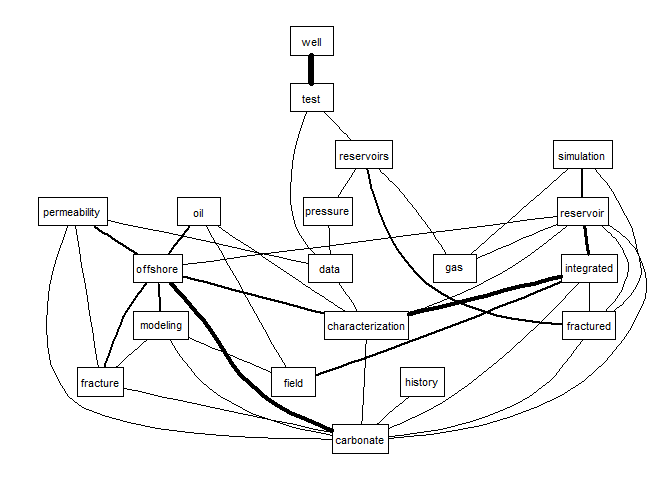 well
test
reservoirs
simulation
permeability
oil
pressure
reservoir
offshore
data
gas
integrated
modeling
characterization
fractured
fracture
field
history
carbonate